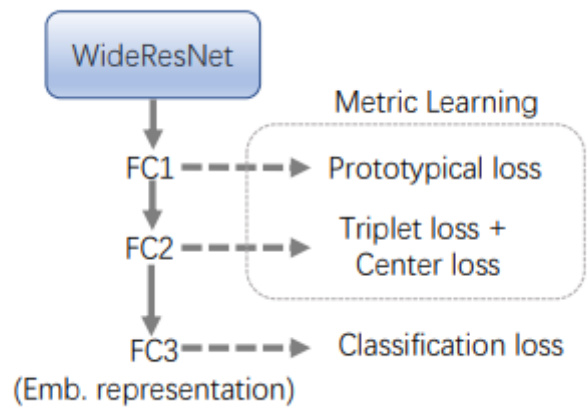 WideResNet
Metric Learning
FC1
Prototypical loss
FC2
Triplet loss +
Center loss
FC3
Classification loss
(Emb. representation)